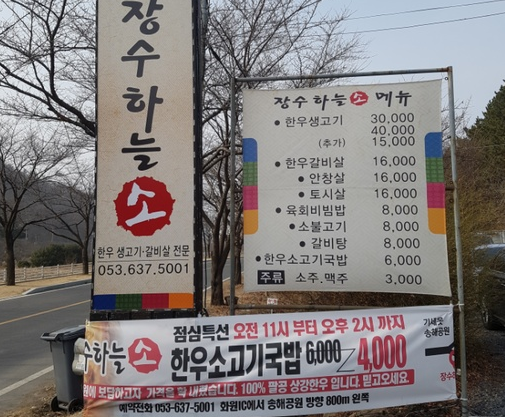 장수하늘
소
한우 생고기·갈비살 전문
053.637.5001
장수하늘소 메뉴
• 한우생고기 30,000
40,000
(추가) 15,000
• 한우갈비살 16,000
• 안창살 16,000
• 토시살 16,000
• 육회비빔밥 8,000
• 소불고기 8,000
• 갈비탕 8,000
• 한우소고기국밥 6,000
주류 소주.맥주 3,000
점심특선 오전 11시 부터 오후 2시 까지
수하늘소 한우소고기국밥 6,000 4,000
100% 상강한우 입니다. 믿고오세요.
예약전화 053-637-5001 화원IC에서 송해공원 방향 800m 왼쪽
기세못
송해공원